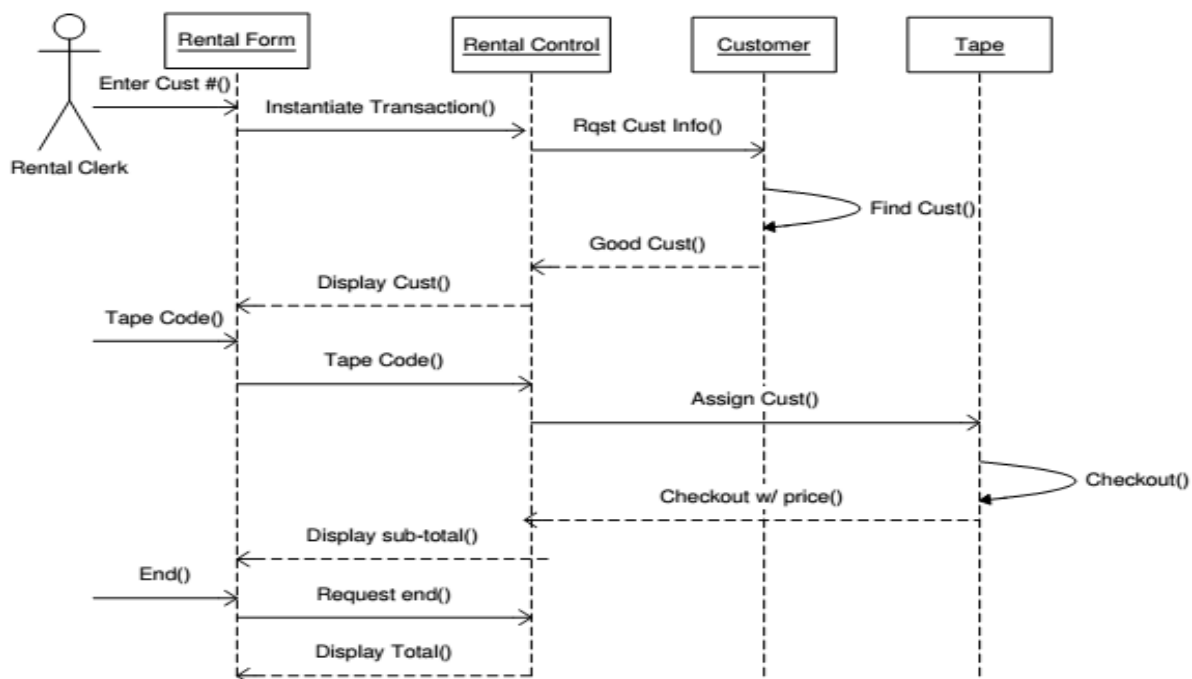 Rental Form
Rental Control
Customer
Tape
Enter Cust #()
Instantiate Transaction()
Rqst Cust Info()
Rental Clerk
Find Cust()
Good Cust()
Display Cust()
Tape Code()
Tape Code()
Assign Cust()
Checkout()
Checkout w/ price()
Display sub-total()
End()
Request end()
Display Total()